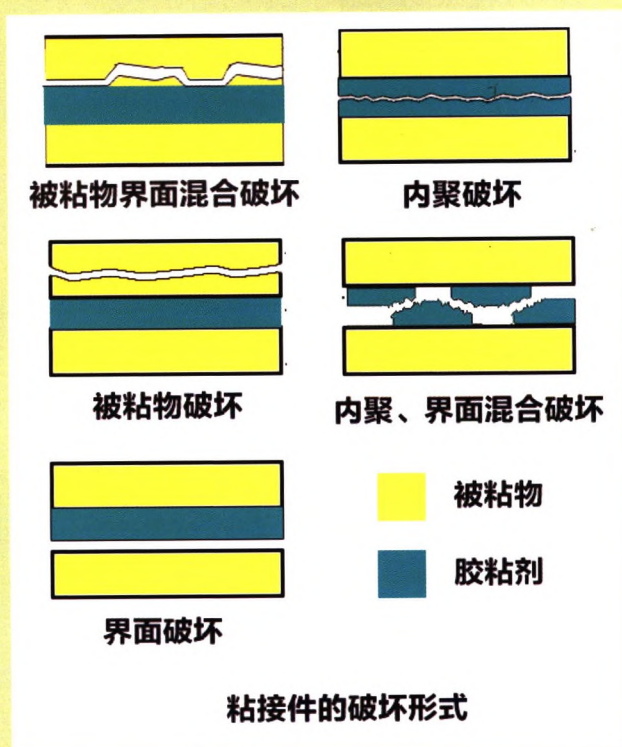 被粘物界面混合破坏
内聚破坏
被粘物破坏
内聚、界面混合破坏
被粘物
胶粘剂
界面破坏
粘接件的破坏形式